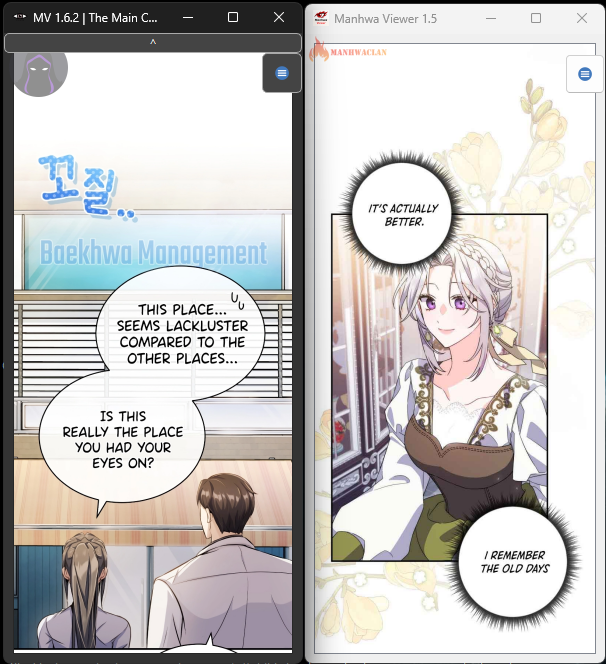 MV 1.6.2 | The Main C...
^
꼬질..
Baekhwa Management
THIS PLACE...
SEEMS LACKLUSTER
COMPARED TO THE
OTHER PLACES...
IS THIS
REALLY THE PLACE
YOU HAD YOUR
EYES ON?
Manhwa Viewer 1.5
MANHWACLAN
IT'S ACTUALLY
BETTER.
I REMEMBER
THE OLD DAYS